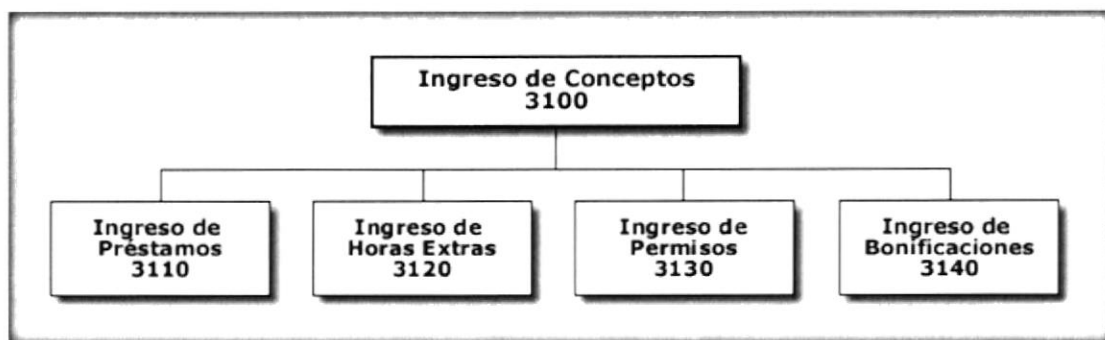 Ingreso de Conceptos
3100
Ingreso de
Préstamos
3110
Ingreso de
Horas Extras
3120
Ingreso de
Permisos
3130
Ingreso de
Bonificaciones
3140